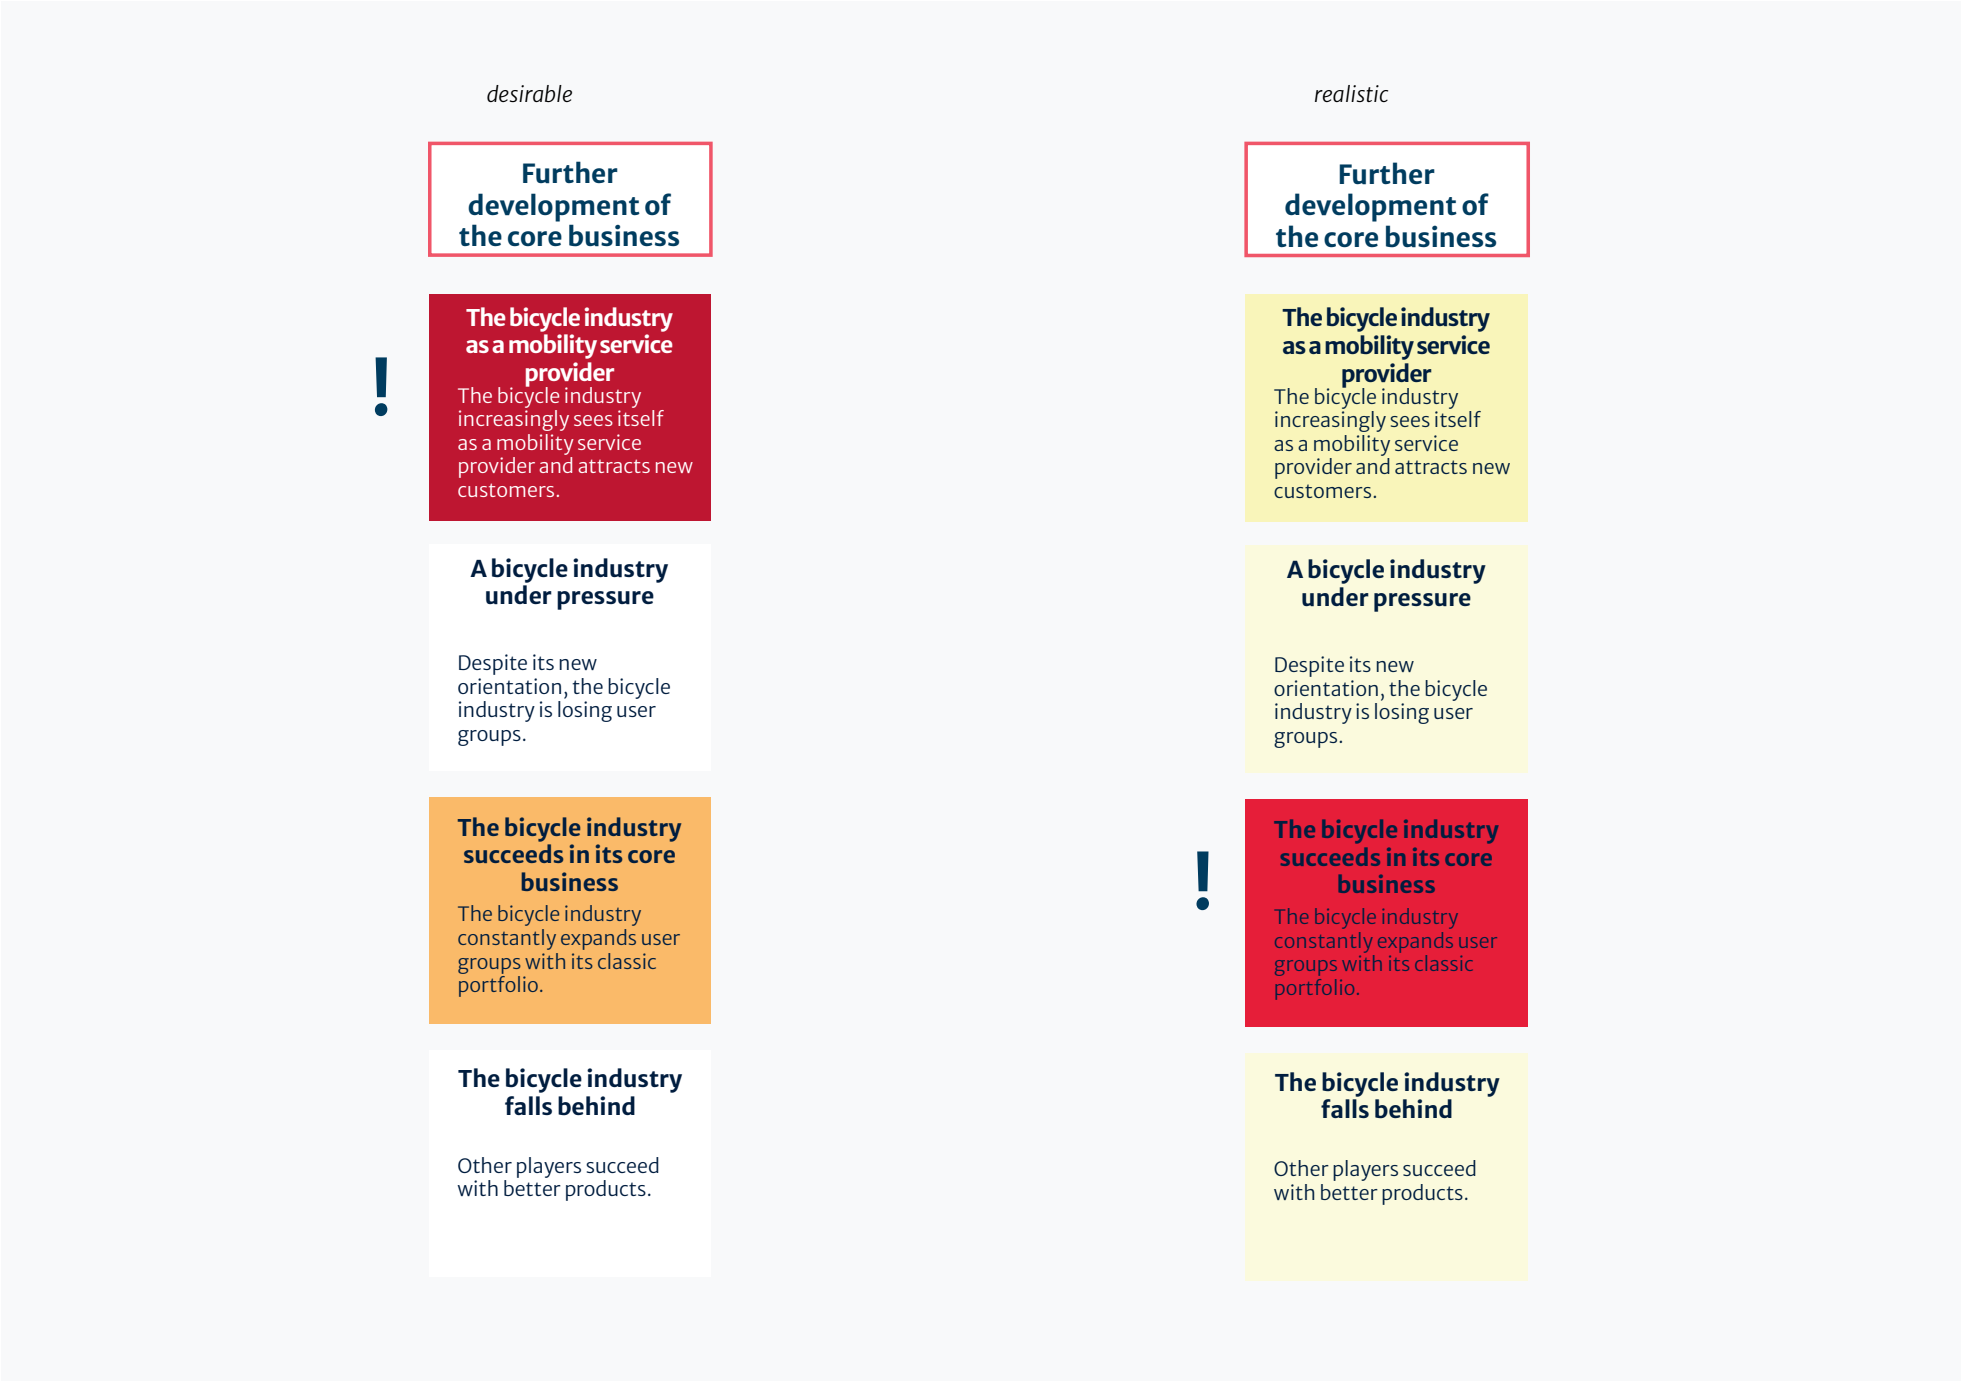 desirable
Further
development of
the core business
!
The bicycle industry
as a mobility service
provider
The bicycle industry
increasingly sees itself
as a mobility service
provider and attracts new
customers.
A bicycle industry
under pressure
Despite its new
orientation, the bicycle
industry is losing user
groups.
The bicycle industry
succeeds in its core
business
The bicycle industry
constantly expands user
groups with its classic
portfolio.
The bicycle industry
falls behind
Other players succeed
with better products.
realistic
Further
development of
the core business
The bicycle industry
as a mobility service
provider
The bicycle industry
increasingly sees itself
as a mobility service
provider and attracts new
customers.
A bicycle industry
under pressure
Despite its new
orientation, the bicycle
industry is losing user
groups.
!
The bicycle industry
succeeds in its core
business
The bicycle industry
constantly expands user
groups with its classic
portfolio.
The bicycle industry
falls behind
Other players succeed
with better products.